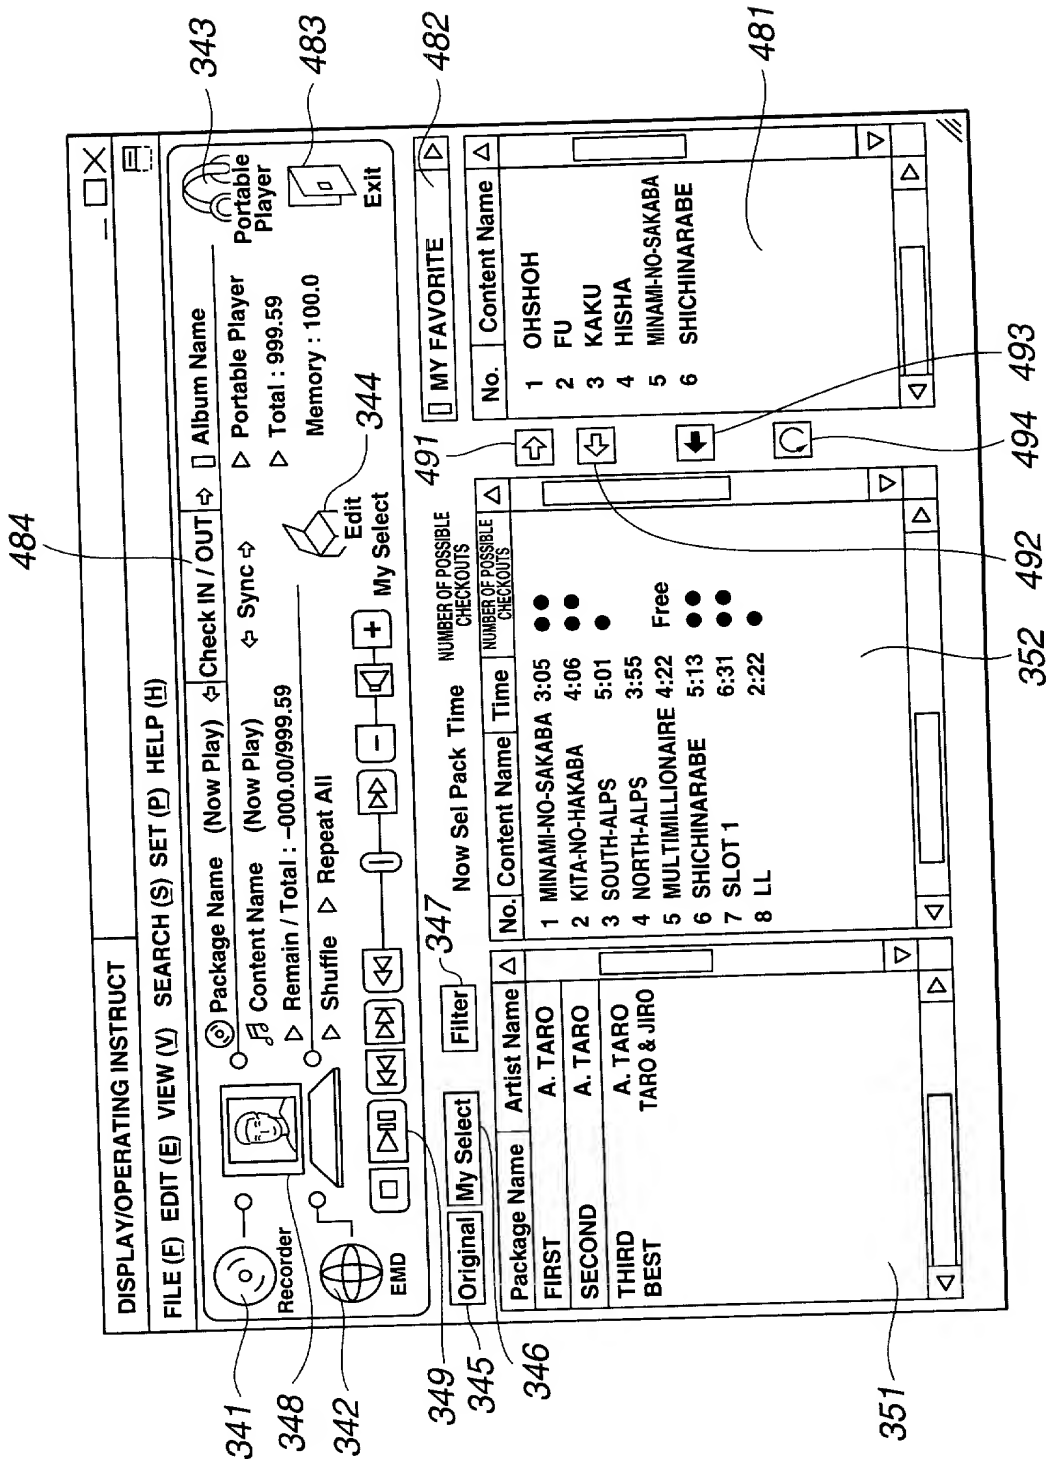 484
DISPLAY/OPERATING INSTRUCT
FILE (F) EDIT (E) VIEW (V) SEARCH (S) SET (P) HELP (H)
341
Recorder
348
342
EMD
Package Name (Now Play)
Content Name (Now Play)
Remain / Total : -000.00/999.59
Shuffle Repeat All
Check IN / OUT
Sync
Album Name
Portable Player
Total : 999.59
Memory : 100.0
Portable
Player
343
Exit
483
Edit
My Select
344
349
345
346
Original My Select Filter
347
Now Sel Pack Time
NUMBER OF POSSIBLE
CHECKOUTS
491
MY FAVORITE
482
Package Name Artist Name
FIRST A. TARO
SECOND A. TARO
THIRD A. TARO
BEST TARO & JIRO
351
No. Content Name Time NUMBER OF POSSIBLE
CHECKOUTS
1 MINAMI-NO-SAKABA 3:05 ●●
2 KITA-NO-HAKABA 4:06 ●●
3 SOUTH-ALPS 5:01 ●
4 NORTH-ALPS 3:55
5 MULTIMILLIONAIRE 4:22 Free
6 SHICHINARABE 5:13 ●●
7 SLOT 1 6:31 ●●
8 LL 2:22 ●
352
492
493
494
No. Content Name
1 OHSHOH
2 FU
3 KAKU
4 HISHA
5 MINAMI-NO-SAKABA
6 SHICHINARABE
481